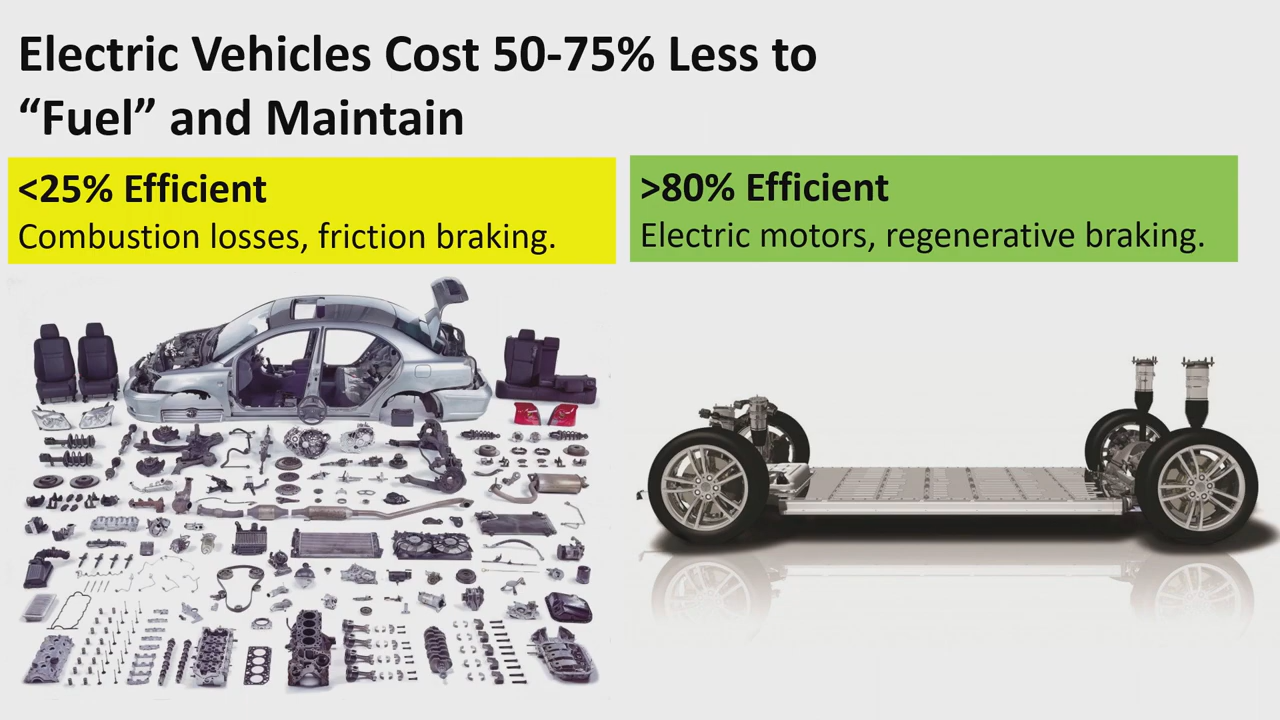 Electric Vehicles Cost 50-75% Less to
“Fuel” and Maintain
<25% Efficient
Combustion losses, friction braking.
>80% Efficient
Electric motors, regenerative braking.